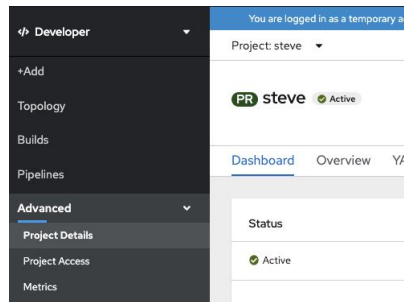 </> Developer
You are logged in as a temporary a
Project: steve
+Add
PR steve Active
Topology
Builds
Dashboard Overview YA
Pipelines
Advanced
Status
Project Details
Project Access
Active
Metrics